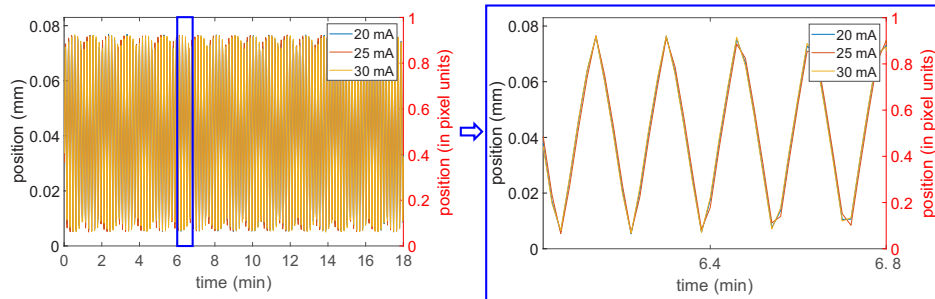 0.08
0.06
0.04
0.02
0
position (mm)
1
0.8
0.6
0.4
0.2
0
position (in pixel units)
20 mA
25 mA
30 mA
0 2 4 6 8 10 12 14 16 18
time (min)
0.08
0.06
0.04
0.02
0
position (mm)
1
0.8
0.6
0.4
0.2
0
position (in pixel units)
20 mA
25 mA
30 mA
6.4 6. 8
time (min)